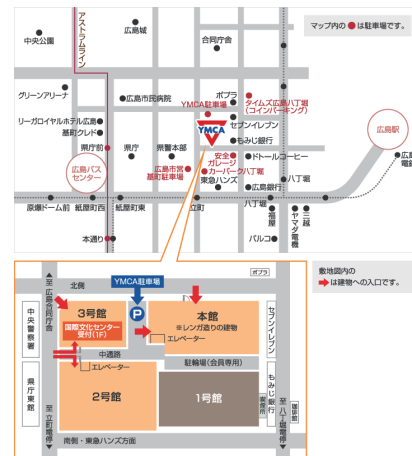 アストラムライン
中央公園
広島城
合同庁舎
マップ内の●は駐車場です。
グリーンアリーナ
広島市民病院
ポプラ
タイムズ広島八丁堀
(コインパーキング)
YMCA駐車場
リーガロイヤルホテル広島
基町クレド
YMCA
セブンイレブン
もみじ銀行
広島駅
県庁前
県庁
県警本部
安全
ガレージ
ドトールコーヒー
広島バス
センター
広島市営
基町駐車場
カーパーク八丁堀
東急ハンズ
広島銀行
八丁堀
原爆ドーム前
紙屋町西
紙屋町東
立町
八丁堀
福屋
ヤマダ電機
三越
本通り
パルコ
YMCA駐車場
ポプラ
敷地図内の
➡は建物への入口です。
至 広島合同庁舎
北側
中央警察署
3号館
国際文化センター
受付(1F)
P
本館
※レンガ造りの建物
エレベーター
セブンイレブン
中通路
エレベーター
駐輪場(会員専用)
県庁東館
2号館
1号館
もみじ銀行
至 立町電停
至 八丁堀電停
南側・東急ハンズ方面